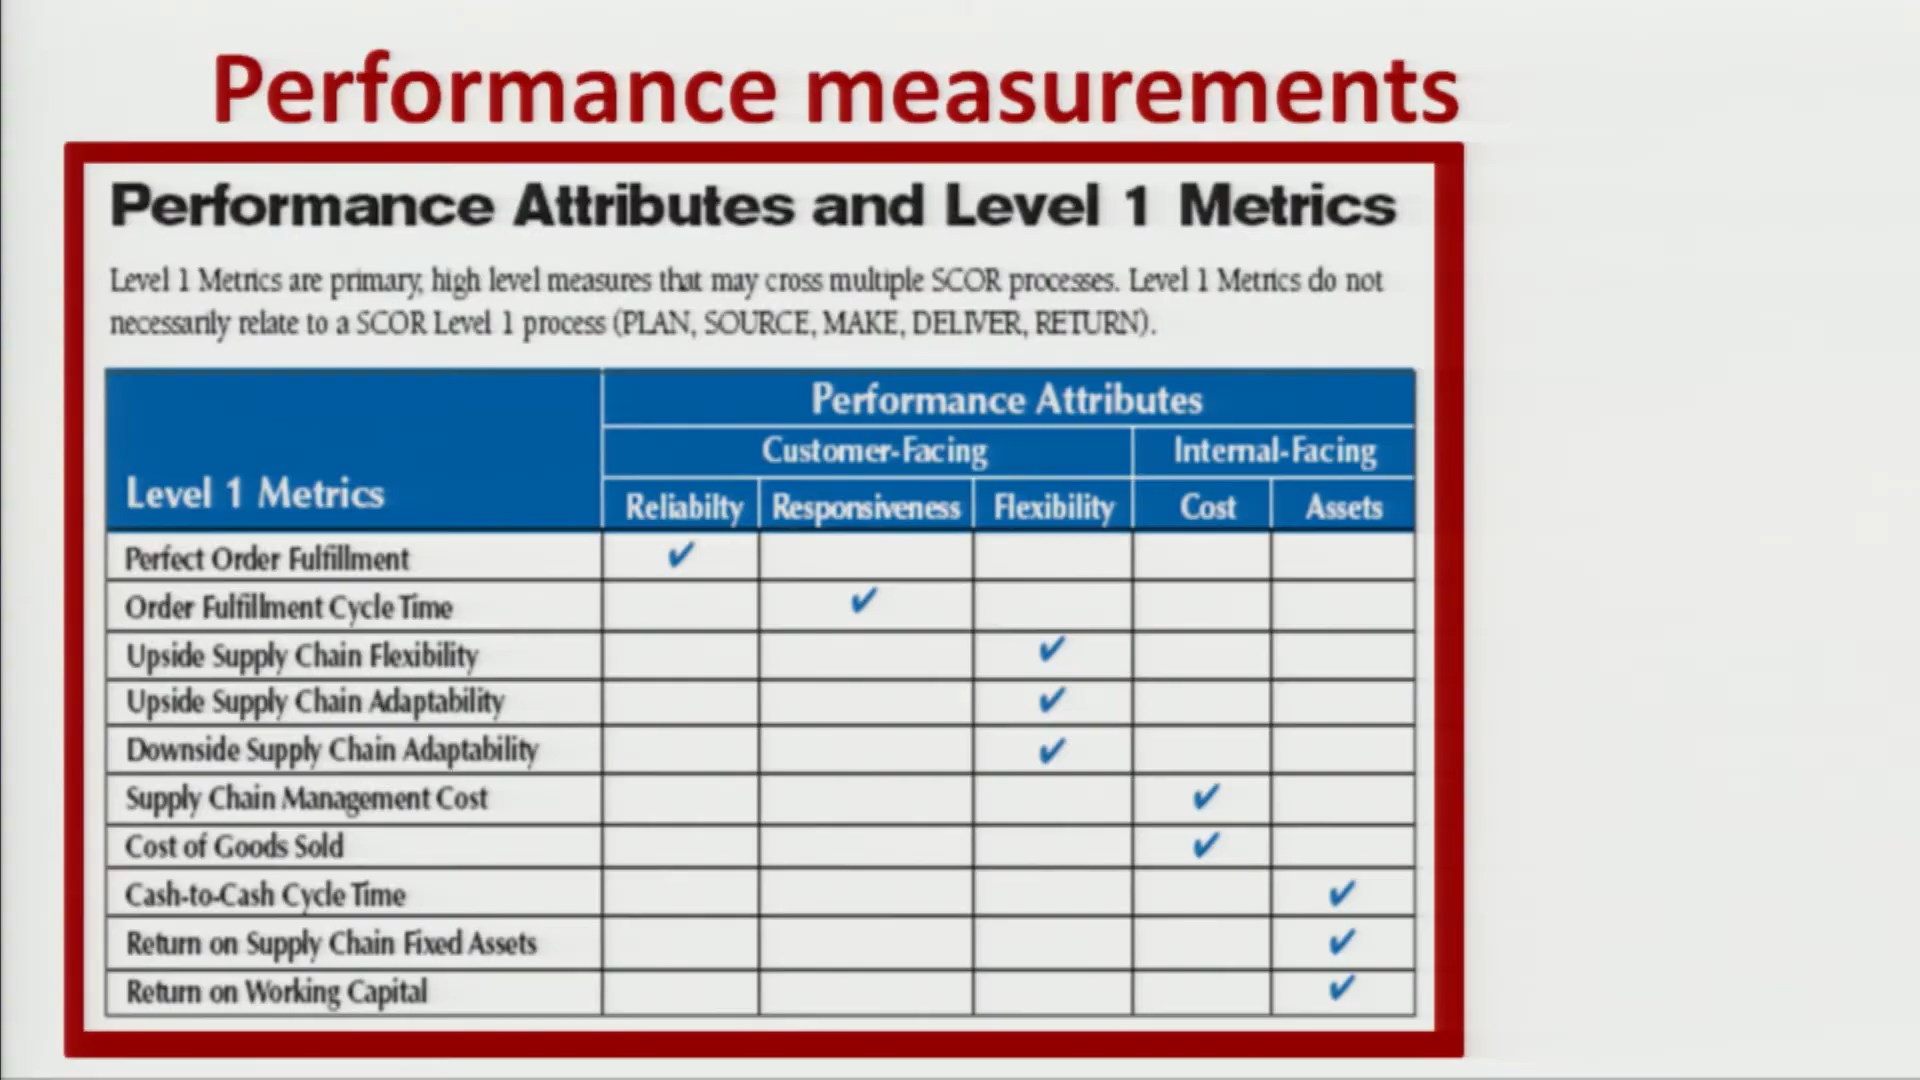 Performance measurements
Performance Attributes and Level 1 Metrics
Level 1 Metrics are primary, high level measures that may cross multiple SCOR processes. Level 1 Metrics do not
necessarily relate to a SCOR Level 1 process (PLAN, SOURCE, MAKE, DELIVER, RETURN).
Performance Attributes
Customer-Facing Internal-Facing
Level 1 Metrics
Reliabilty Responsiveness Flexibility Cost Assets
Perfect Order Fulfillment ✔
Order Fulfillment Cycle Time ✔
Upside Supply Chain Flexibility ✔
Upside Supply Chain Adaptability ✔
Downside Supply Chain Adaptability ✔
Supply Chain Management Cost ✔
Cost of Goods Sold ✔
Cash-to-Cash Cycle Time ✔
Return on Supply Chain Fixed Assets ✔
Return on Working Capital ✔